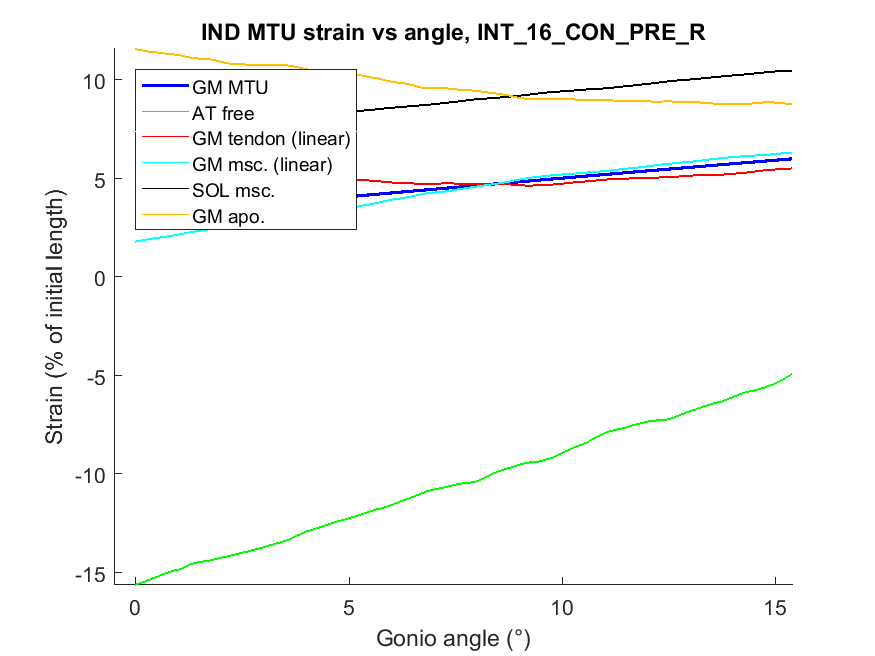 IND MTU strain vs angle, INT_16_CON_PRE_R
GM MTU
AT free
GM tendon (linear)
GM msc. (linear)
SOL msc.
GM apo.
Strain (% of initial length)
10
5
0
-5
-10
-15
0 5 10 15
Gonio angle (°)